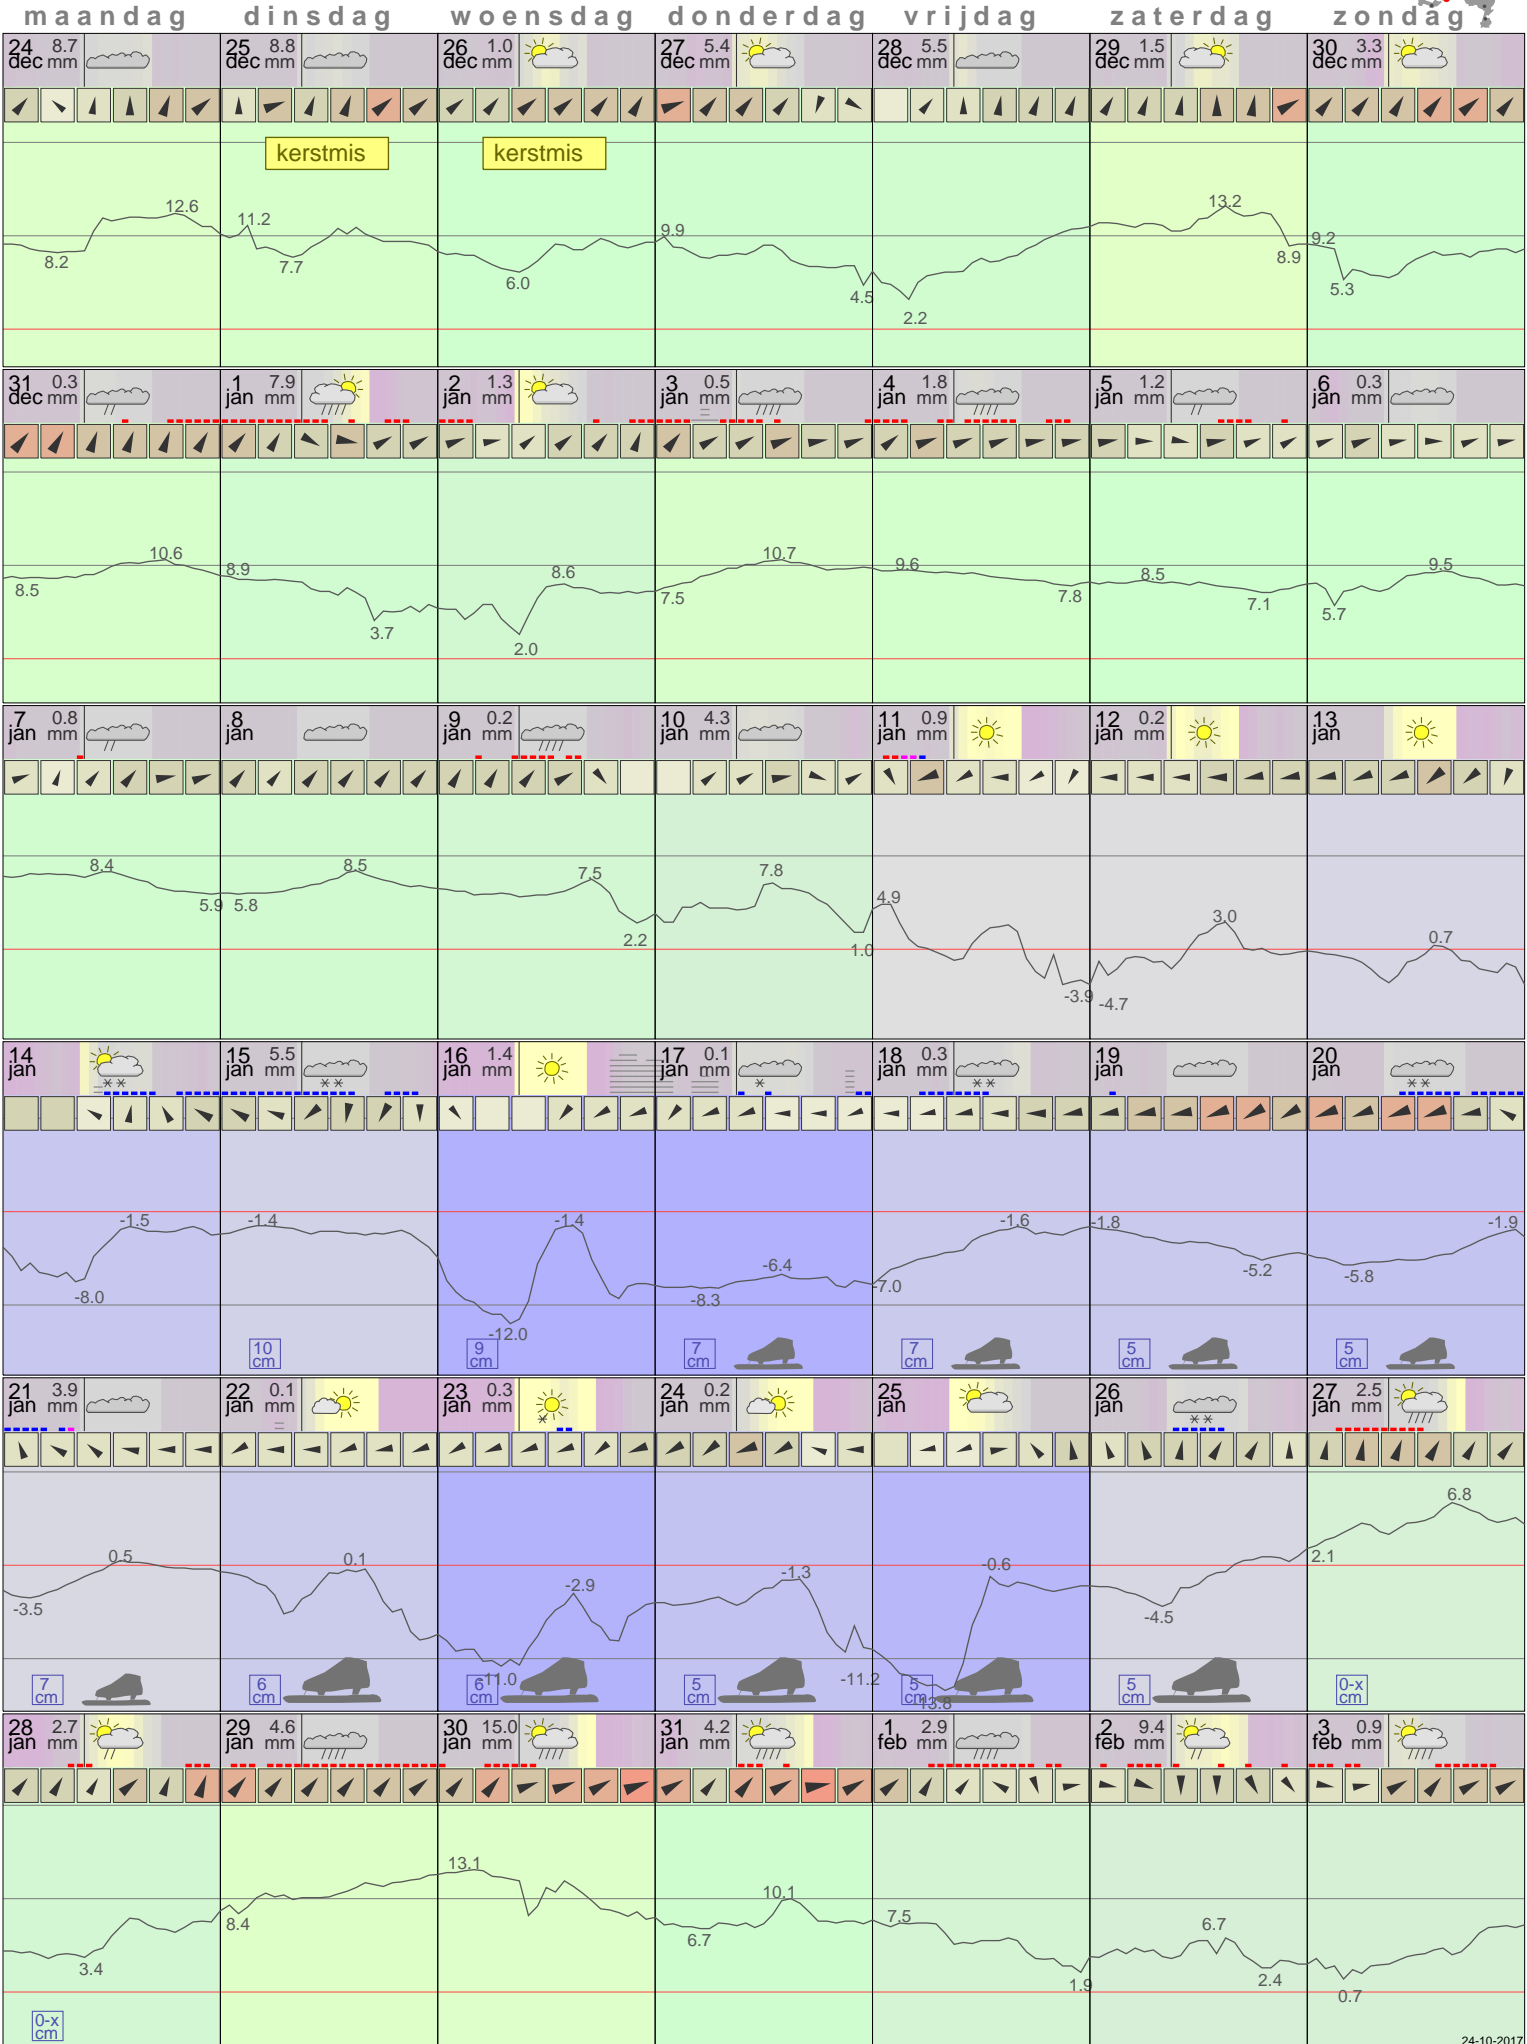 maandag dinsdag woensdag donderdag vrijdag zaterdag zondag
24 dec 8.7 mm 25 dec 8.8 mm 26 dec 1.0 mm 27 dec 5.4 mm 28 dec 5.5 mm 29 dec 1.5 mm 30 dec 3.3 mm
kerstmis kerstmis
8.2 12.6 11.2 7.7 6.0 9.9 4.5 2.2 13.2 8.9 9.2 5.3
31 dec 0.3 mm 1 jan 7.9 mm 2 jan 1.3 mm 3 jan 0.5 mm 4 jan 1.8 mm 5 jan 1.2 mm 6 jan 0.3 mm
8.5 10.6 8.9 3.7 2.0 8.6 7.5 10.7 9.6 7.8 8.5 7.1 5.7 9.5
7 jan 0.8 mm 8 jan 9 jan 0.2 mm 10 jan 4.3 mm 11 jan 0.9 mm 12 jan 0.2 mm 13 jan
8.4 5.9 5.8 8.5 7.5 2.2 7.8 1.0 4.9 -3.9 -4.7 3.0 0.7
14 jan 15 jan 5.5 mm 16 jan 1.4 mm 17 jan 0.1 mm 18 jan 0.3 mm 19 jan 20 jan
-8.0 -1.5 -1.4 -12.0 -1.4 -8.3 -6.4 -7.0 -1.6 -1.8 -5.2 -5.8 -1.9
10 cm 9 cm 7 cm 7 cm 5 cm 5 cm
21 jan 3.9 mm 22 jan 0.1 mm 23 jan 0.3 mm 24 jan 0.2 mm 25 jan 26 jan 27 jan 2.5 mm
-3.5 0.5 0.1 -11.0 -2.9 -1.3 -11.2 -13.8 -0.6 -4.5 2.1 6.8
7 cm 6 cm 6 cm 5 cm 5 cm 5 cm 0-x cm
28 jan 2.7 mm 29 jan 4.6 mm 30 jan 15.0 mm 31 jan 4.2 mm 1 feb 2.9 mm 2 feb 9.4 mm 3 feb 0.9 mm
3.4 8.4 13.1 6.7 10.1 7.5 1.9 6.7 2.4 0.7
0-x cm
24-10-2017